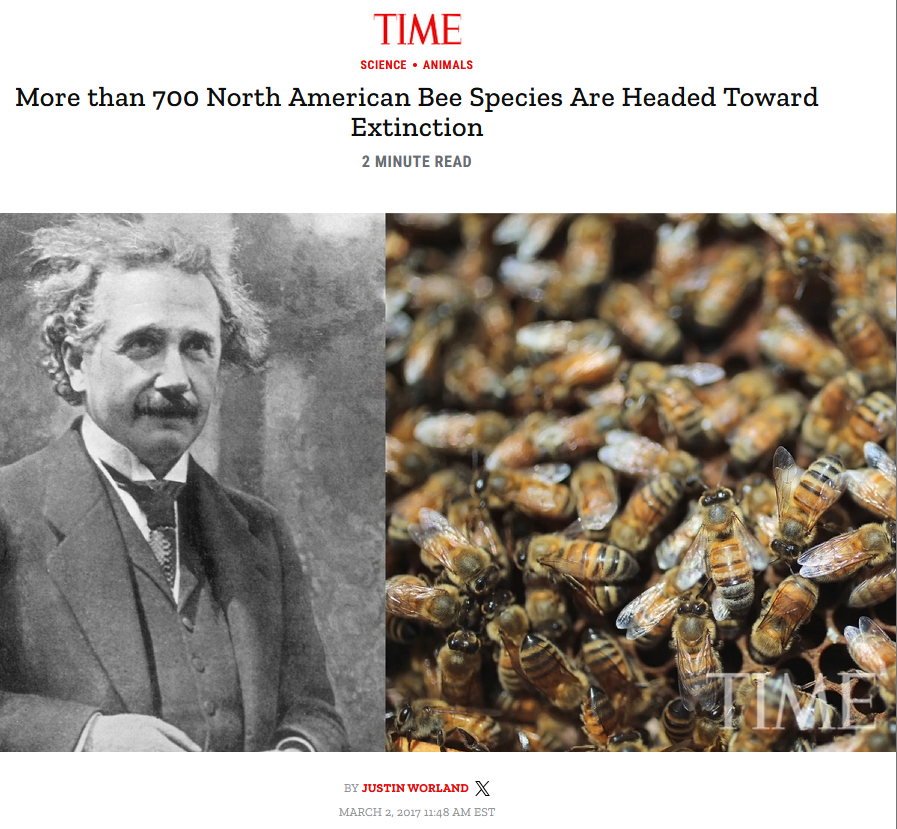 TIME
SCIENCE • ANIMALS
More than 700 North American Bee Species Are Headed Toward
Extinction
2 MINUTE READ
TIME
BY JUSTIN WORLAND X
MARCH 2, 2017 11:48 AM EST